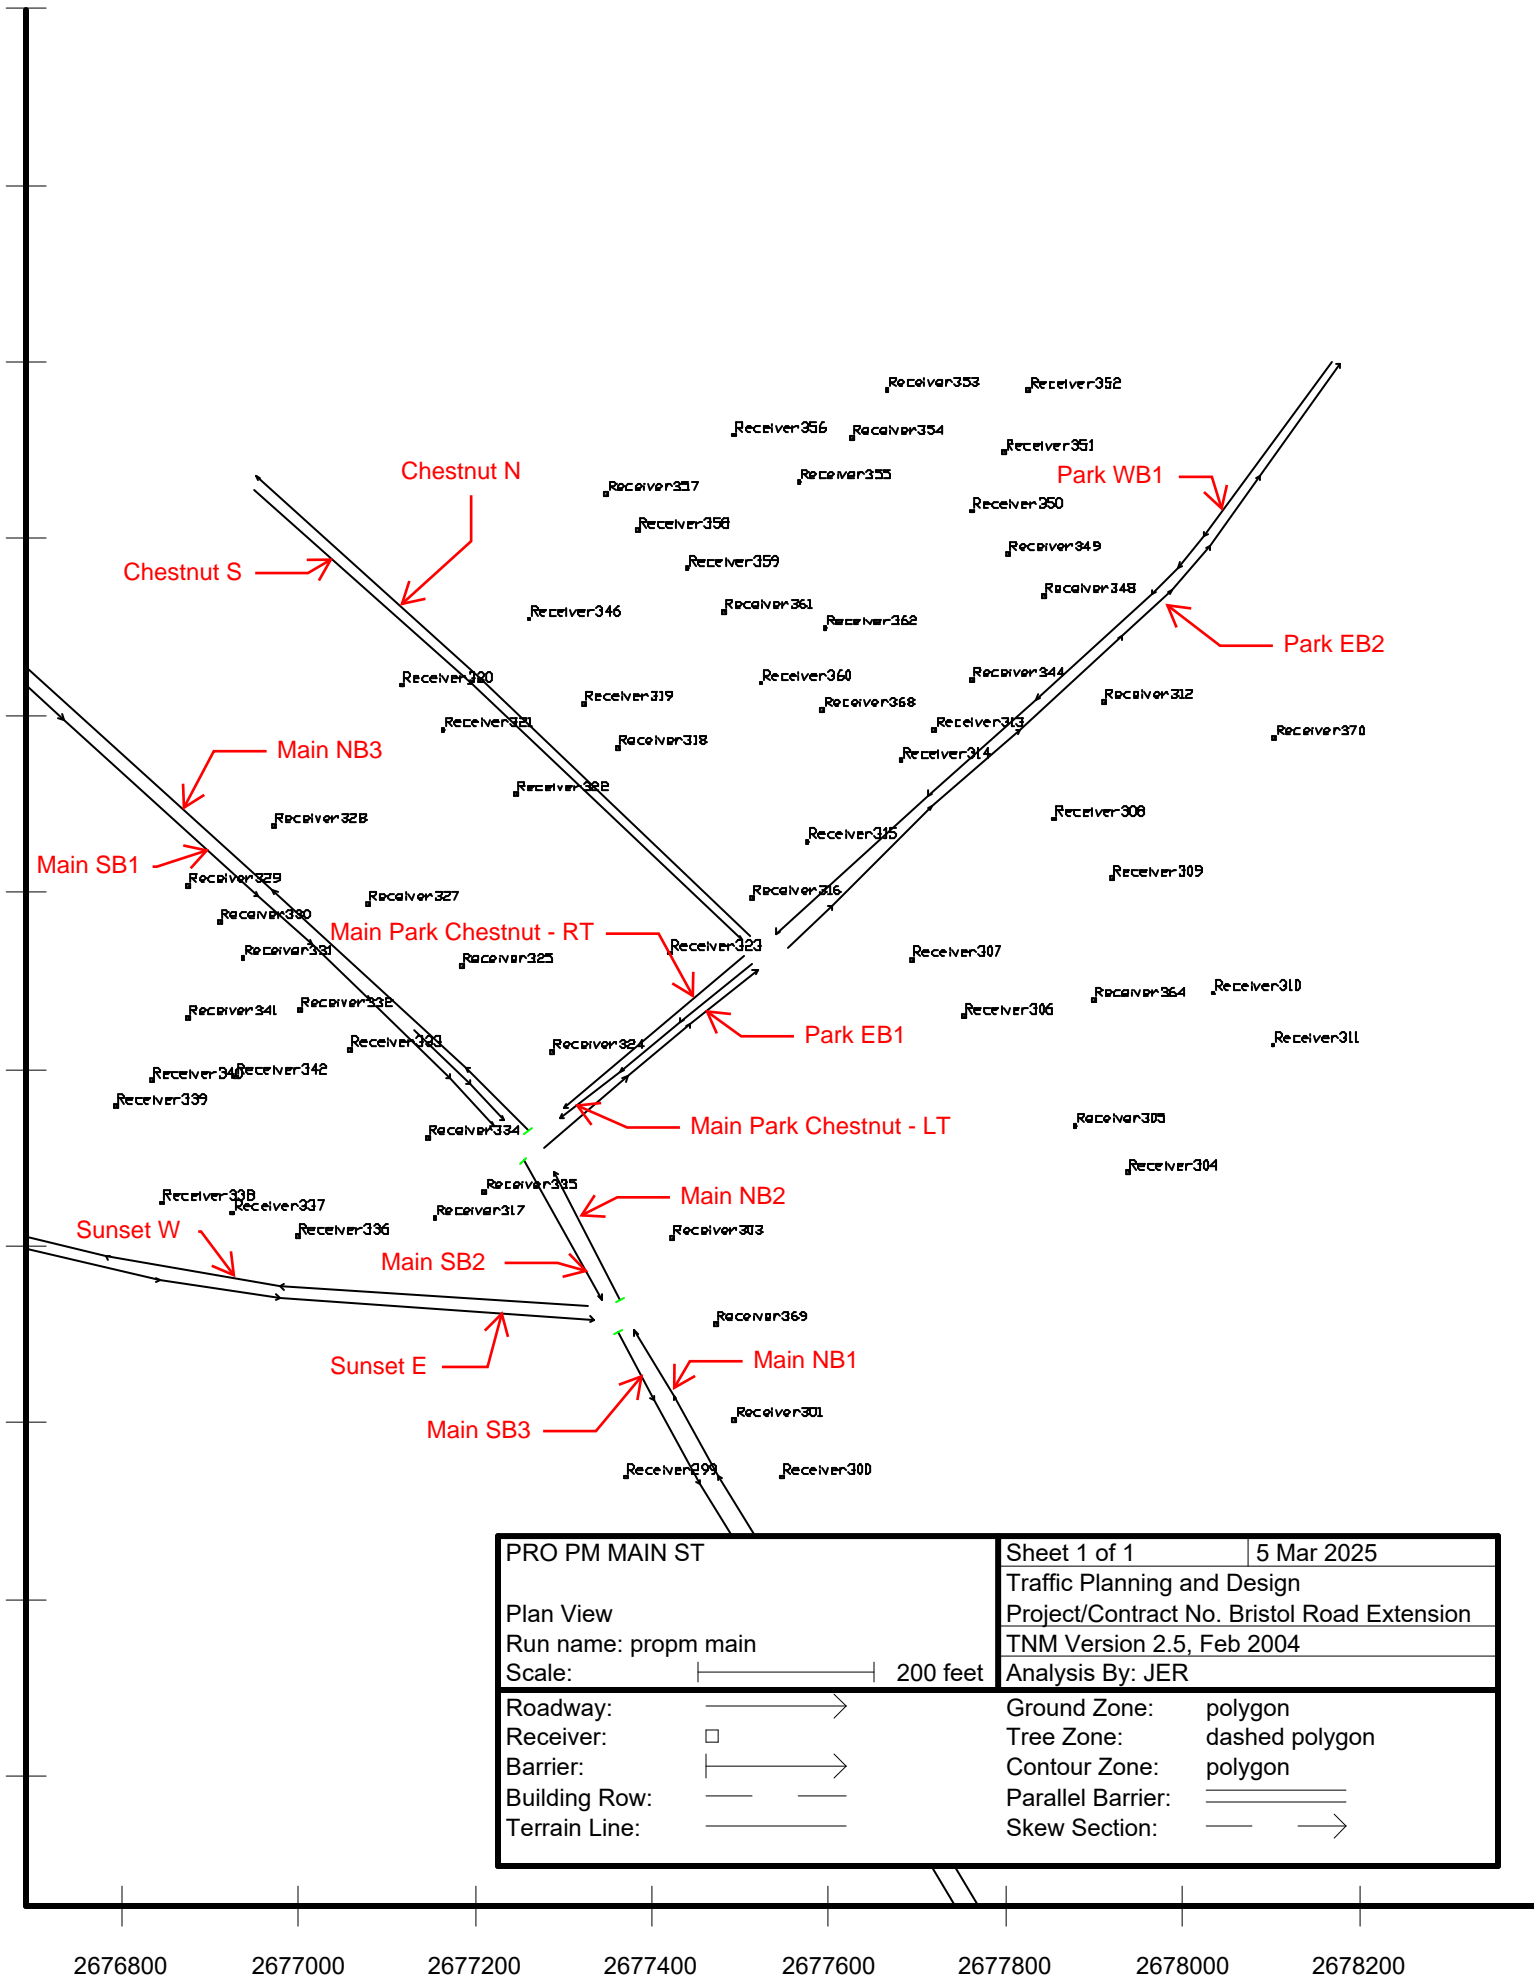 Receiver353
Receiver352
Receiver356
Receiver354
Receiver351
Chestnut N
Park WB1
Receiver355
Receiver357
Receiver350
Receiver358
Receiver349
Receiver359
Chestnut S
Receiver348
Receiver361
Receiver346
Receiver362
Park EB2
Receiver320
Receiver360
Receiver344
Receiver319
Receiver368
Receiver312
Receiver321
Receiver313
Receiver318
Receiver370
Main NB3
Receiver314
Receiver322
Receiver328
Receiver308
Receiver315
Main SB1
Receiver329
Receiver309
Receiver327
Receiver316
Receiver330
Main Park Chestnut - RT
Receiver331
Receiver323
Receiver325
Receiver307
Receiver364
Receiver310
Receiver341
Receiver332
Receiver306
Receiver333
Receiver324
Park EB1
Receiver311
Receiver340
Receiver342
Receiver339
Receiver334
Main Park Chestnut - LT
Receiver305
Receiver304
Receiver338
Receiver337
Receiver335
Main NB2
Receiver317
Sunset W
Receiver336
Receiver303
Main SB2
Receiver369
Sunset E
Main NB1
Receiver301
Main SB3
Receiver299
Receiver300
PRO PM MAIN ST
Sheet 1 of 1
5 Mar 2025
Traffic Planning and Design
Plan View
Project/Contract No. Bristol Road Extension
Run name: propm main
TNM Version 2.5, Feb 2004
Scale:
200 feet
Analysis By: JER
Roadway:
Ground Zone: polygon
Receiver:
Tree Zone: dashed polygon
Barrier:
Contour Zone: polygon
Building Row:
Parallel Barrier:
Terrain Line:
Skew Section:
2676800 2677000 2677200 2677400 2677600 2677800 2678000 2678200